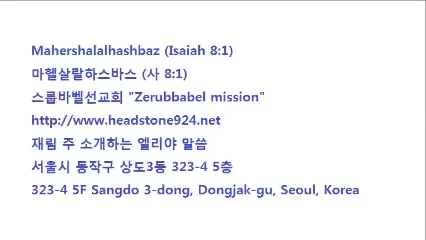 Mahershalalhashbaz (Isaiah 8:1)
마헬살랄하스바스 (사 8:1)
스룹바벨선교회 "Zerubbabel mission"
http://www.headstone924.net
재림 주 소개하는 엘리야 말씀
서울시 동작구 상도3동 323-4 5층
323-4 5F Sangdo 3-dong, Dongjak-gu, Seoul, Korea